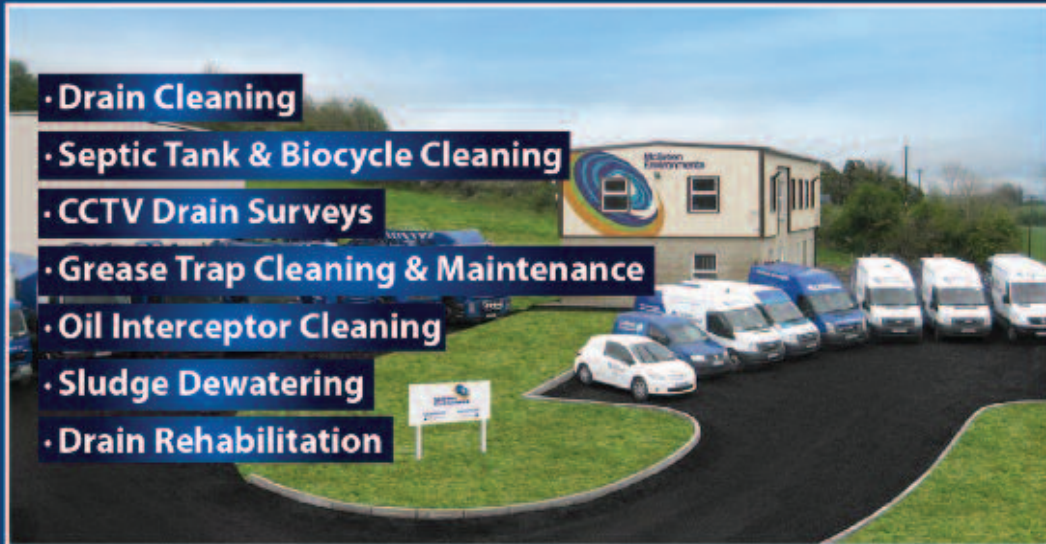 · Drain Cleaning
· Septic Tank & Biocycle Cleaning
· CCTV Drain Surveys
· Grease Trap Cleaning & Maintenance
· Oil Interceptor Cleaning
· Sludge Dewatering
· Drain Rehabilitation
Environments